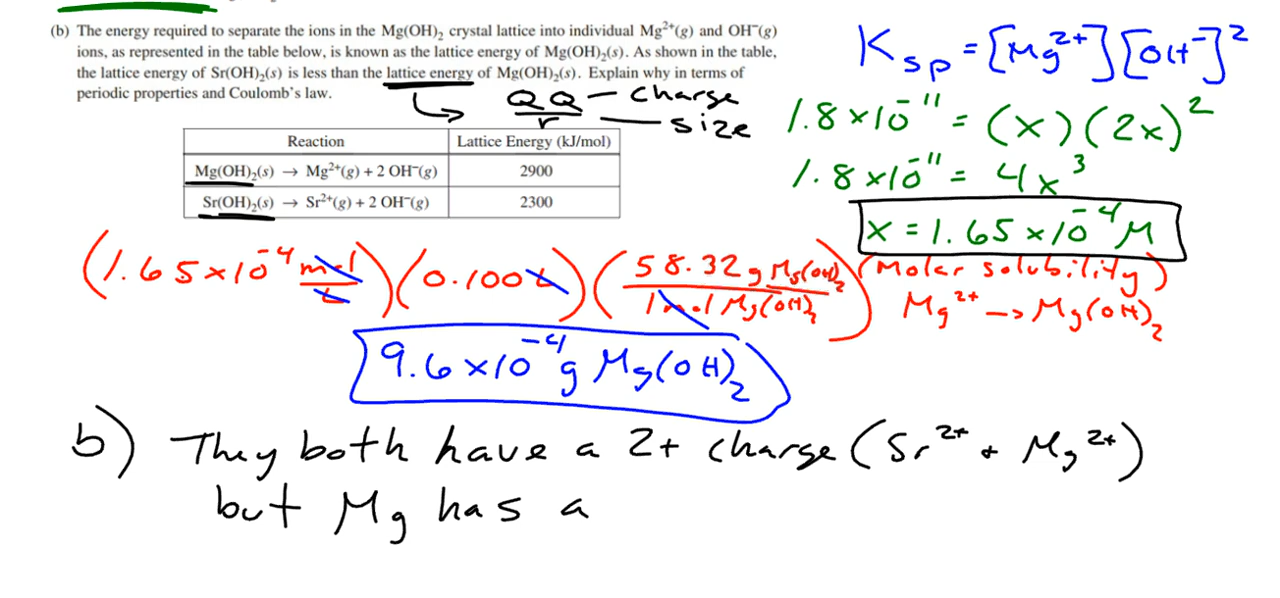 (b) The energy required to separate the ions in the Mg(OH)₂ crystal lattice into individual Mg²⁺(g) and OH⁻(g)
ions, as represented in the table below, is known as the lattice energy of Mg(OH)₂(s). As shown in the table,
the lattice energy of Sr(OH)₂(s) is less than the lattice energy of Mg(OH)₂(s). Explain why in terms of
periodic properties and Coulomb's law.
QQ — charge
r — size
Reaction Lattice Energy (kJ/mol)
Mg(OH)₂(s) → Mg²⁺(g) + 2 OH⁻(g) 2900
Sr(OH)₂(s) → Sr²⁺(g) + 2 OH⁻(g) 2300
Ksp = [Mg²⁺][OH⁻]²
1.8 × 10⁻¹¹ = (x)(2x)²
1.8 × 10⁻¹¹ = 4x³
x = 1.65 × 10⁻⁴ M
(Molar solubility)
Mg²⁺ → Mg(OH)₂
(1.65 × 10⁻⁴ mol/L)(0.100 L)(58.32 g Mg(OH)₂/1 mol Mg(OH)₂)
9.6 × 10⁻⁴ g Mg(OH)₂
b) They both have a 2+ charge (Sr²⁺ + Mg²⁺)
but Mg has a